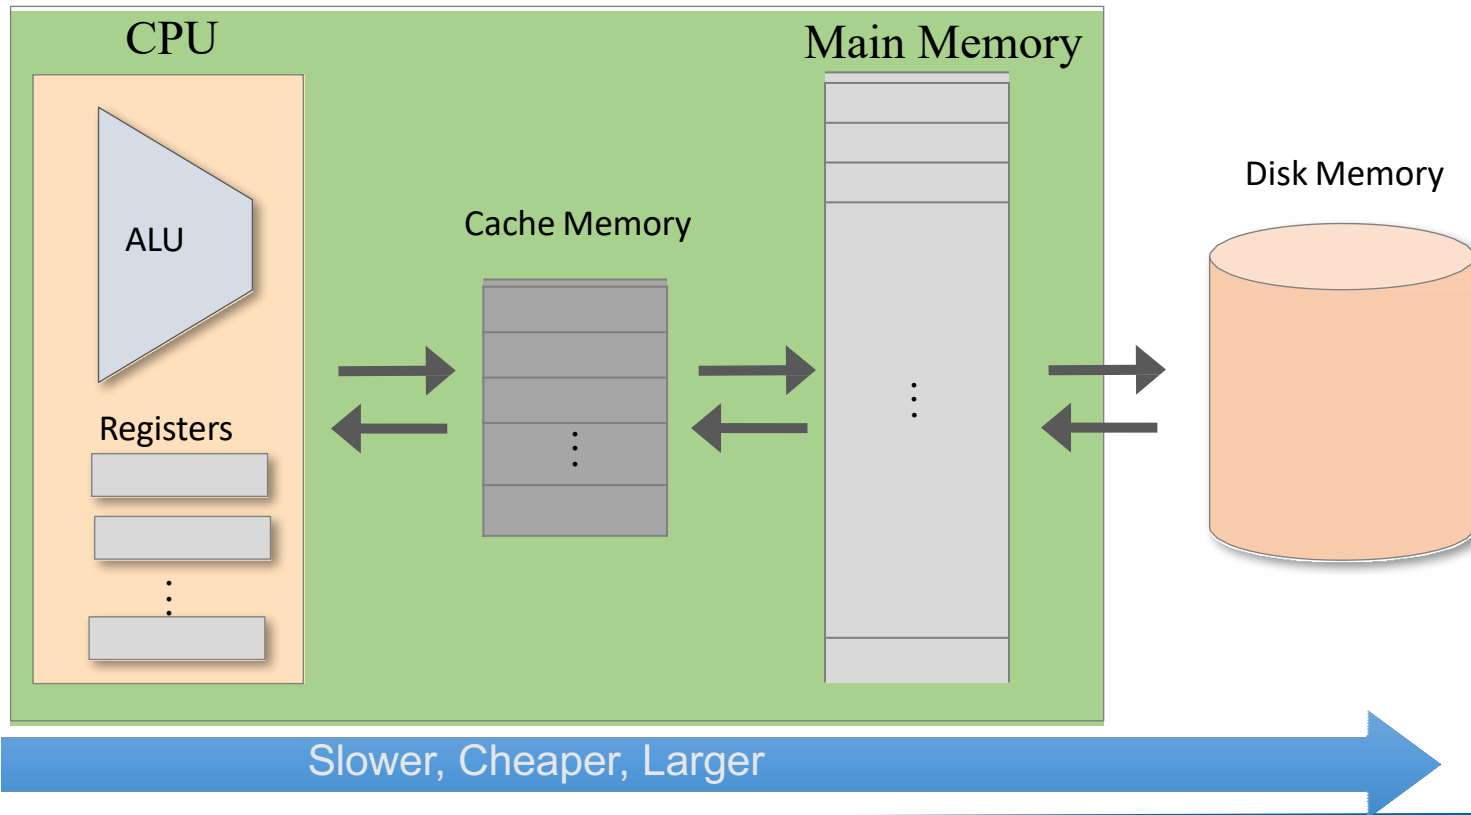 CPU
Main Memory
ALU
Registers
⋮
Cache Memory
⋮
⋮
Disk Memory
Slower, Cheaper, Larger